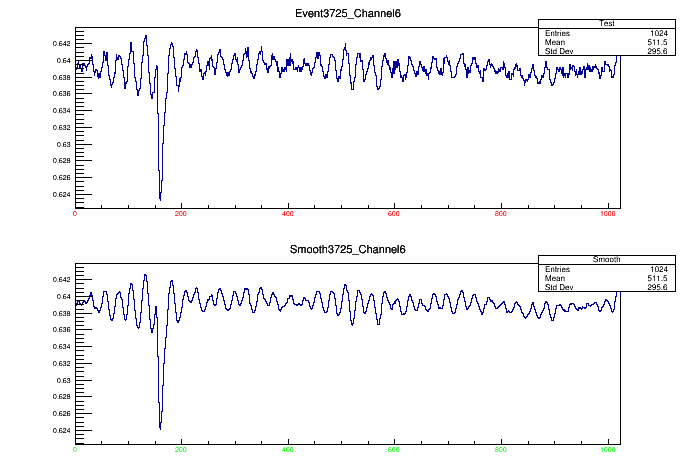 Event3725_Channel6
Test
Entries 1024
Mean 511.5
Std Dev 295.6
0.642
0.64
0.638
0.636
0.634
0.632
0.63
0.628
0.626
0.624
0 200 400 600 800 1000
Smooth3725_Channel6
Smooth
Entries 1024
Mean 511.5
Std Dev 295.6
0.642
0.64
0.638
0.636
0.634
0.632
0.63
0.628
0.626
0.624
0 200 400 600 800 1000